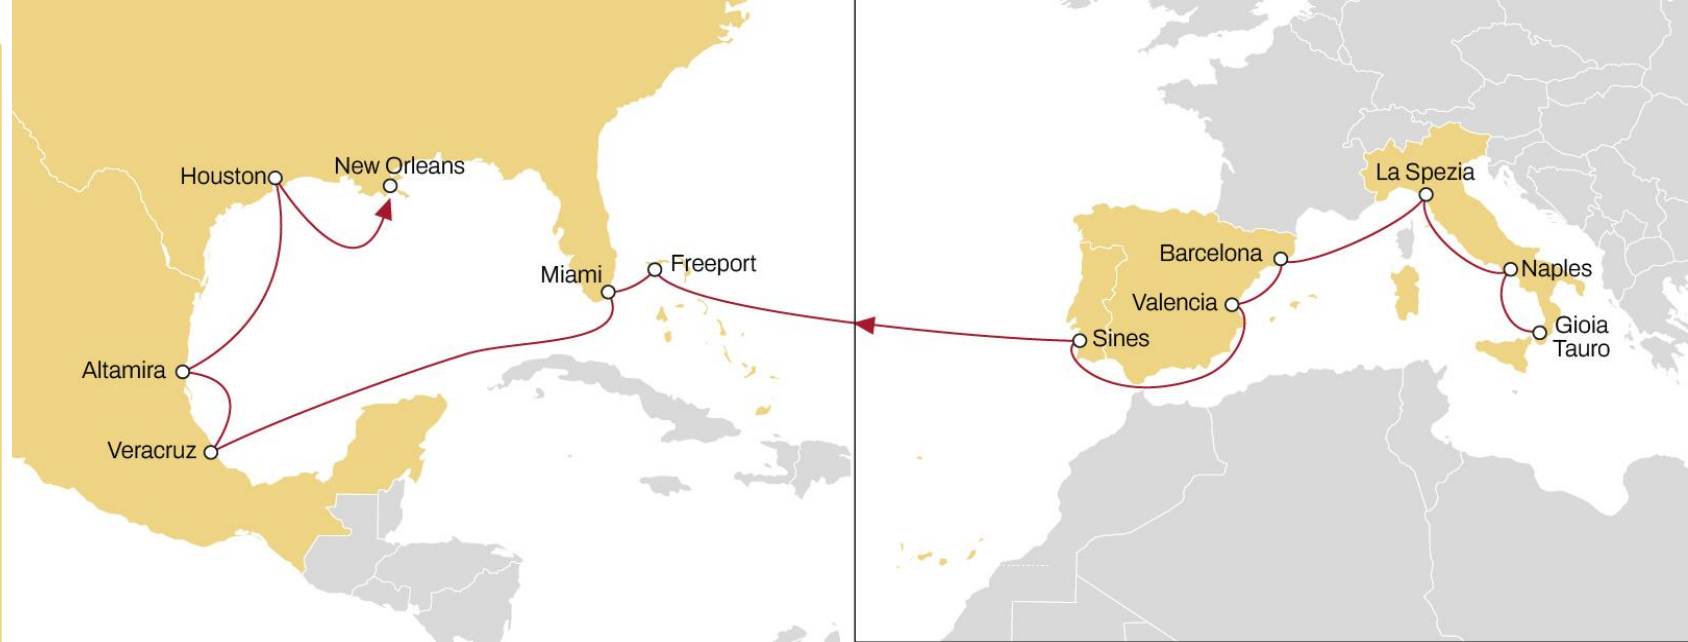 Houston
New Orleans
Miami
Freeport
Altamira
Veracruz
La Spezia
Barcelona
Naples
Valencia
Sines
Gioia
Tauro